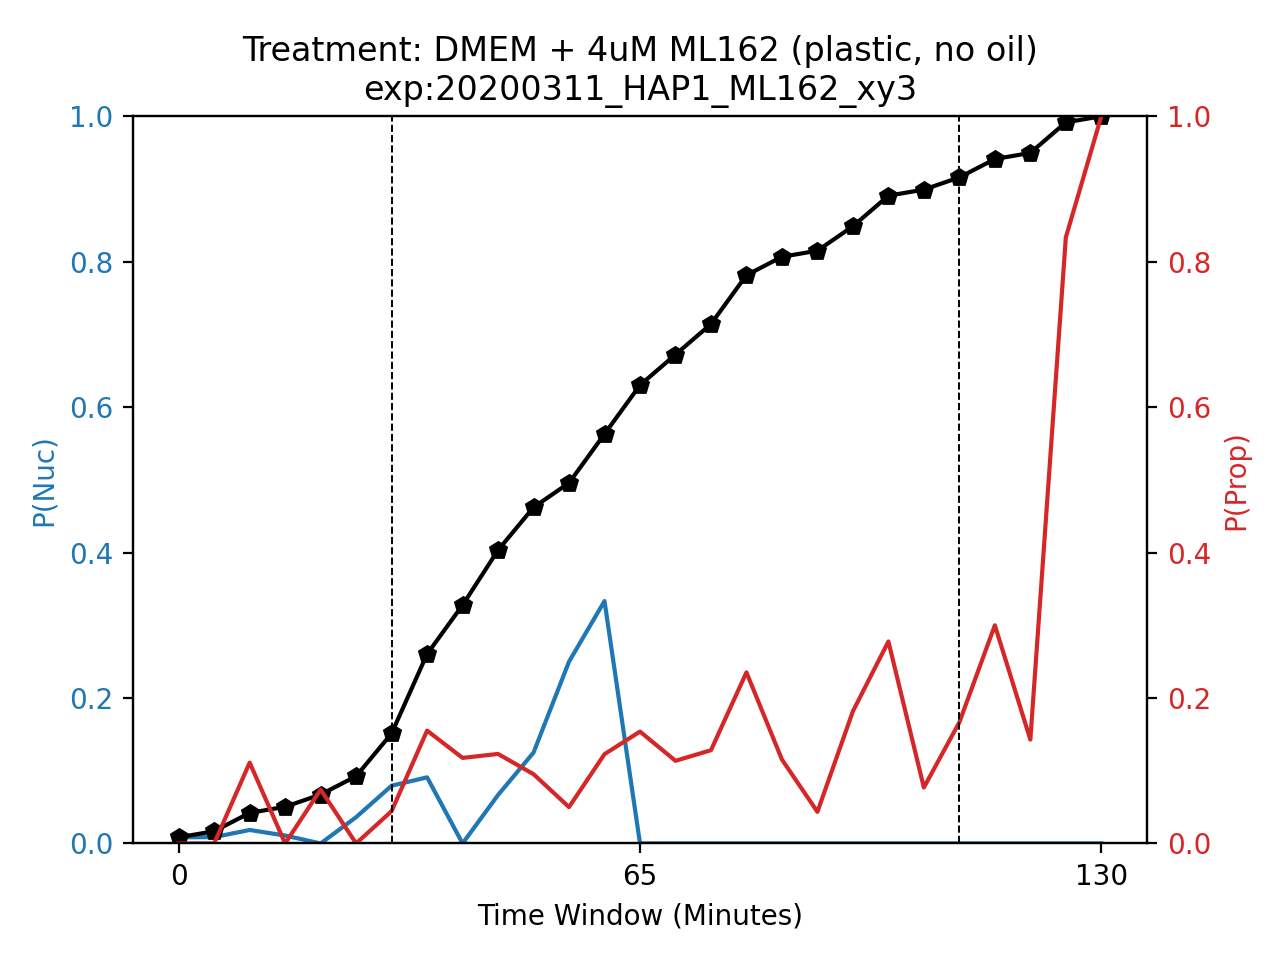 Treatment: DMEM + 4uM ML162 (plastic, no oil)
exp:20200311_HAP1_ML162_xy3
1.0
0.8
0.6
0.4
0.2
0.0
P(Nuc)
1.0
0.8
0.6
0.4
0.2
0.0
P(Prop)
0 65 130
Time Window (Minutes)